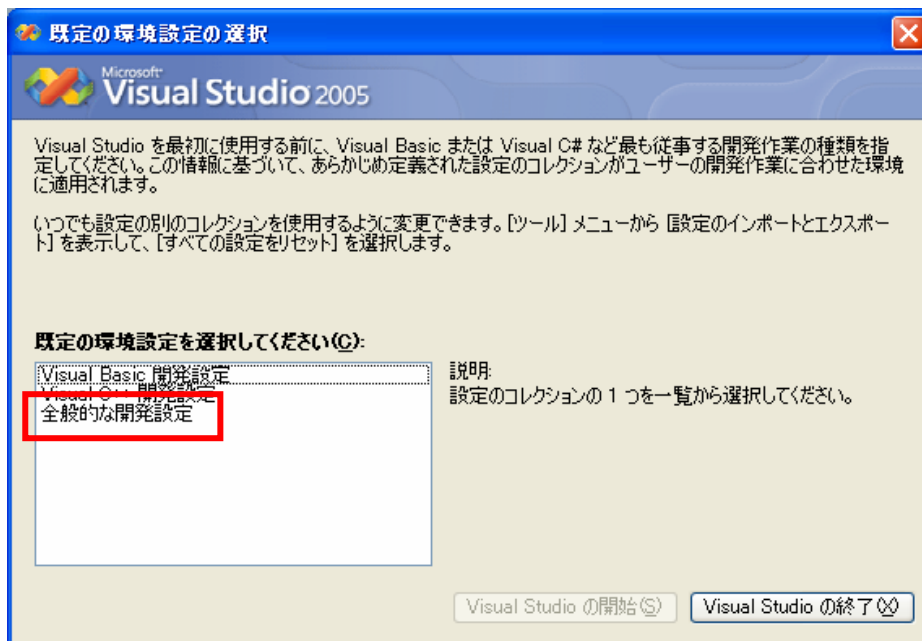 既定の環境設定の選択
Microsoft
Visual Studio 2005
Visual Studio を最初に使用する前に、Visual Basic または Visual C# など最も従事する開発作業の種類を指
定してください。この情報に基づいて、あらかじめ定義された設定のコレクションがユーザーの開発作業に合わせた環境
に適用されます。
いつでも設定の別のコレクションを使用するように変更できます。[ツール] メニューから [設定のインポートとエクスポー
ト] を表示して、[すべての設定をリセット] を選択します。
既定の環境設定を選択してください(C):
Visual Basic 開発設定
Visual C++ 開発設定
全般的な開発設定
説明:
設定のコレクションの 1 つを一覧から選択してください。
Visual Studio の開始(S)
Visual Studio の終了(X)